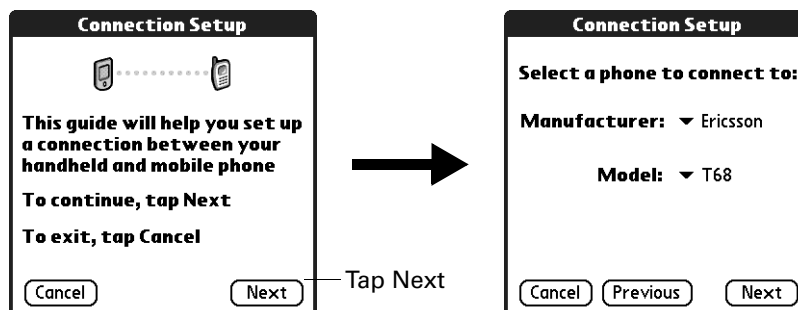 Connection Setup
This guide will help you set up
a connection between your
handheld and mobile phone
To continue, tap Next
To exit, tap Cancel
Cancel
Next
Tap Next
Connection Setup
Select a phone to connect to:
Manufacturer: Ericsson
Model: T68
Cancel
Previous
Next